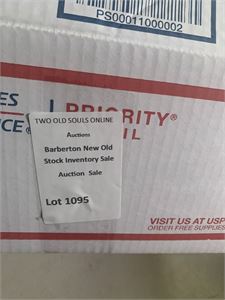 PS00011000002
ES
PRIORITY®
ICE®
IL
TWO OLD SOULS ONLINE
Auctions
Barberton New Old
Stock Inventory Sale
Auction Sale
Lot 1095
VISIT US AT USP
ORDER FREE SUPPLIES